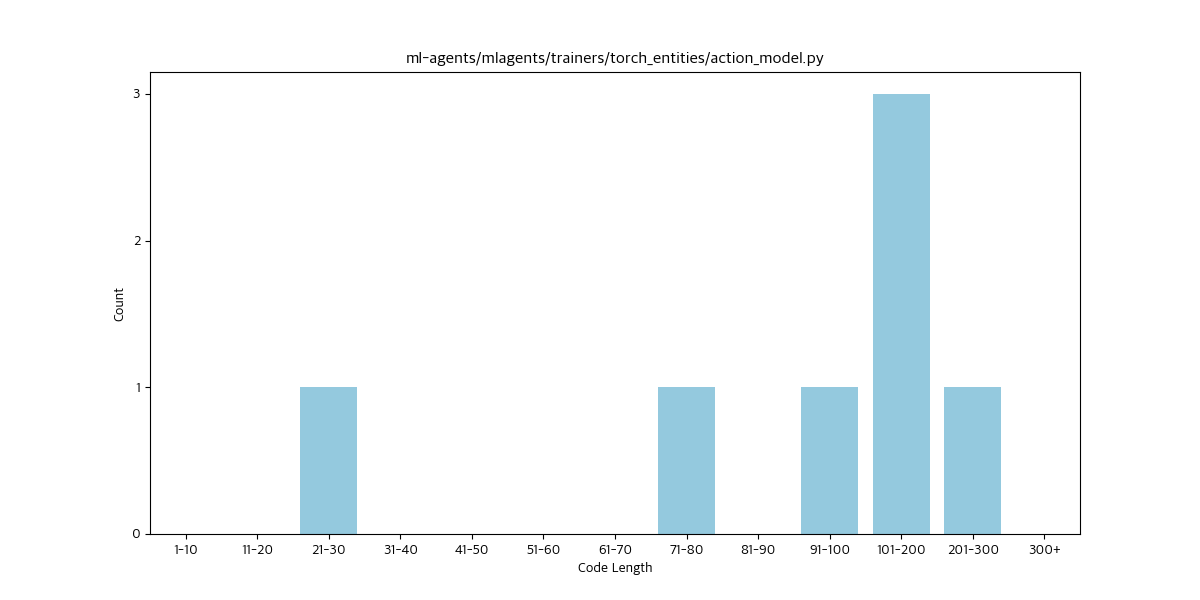 ml-agents/mlagents/trainers/torch_entities/action_model.py
3
2
1
0
Count
1-10 11-20 21-30 31-40 41-50 51-60 61-70 71-80 81-90 91-100 101-200 201-300 300+
Code Length